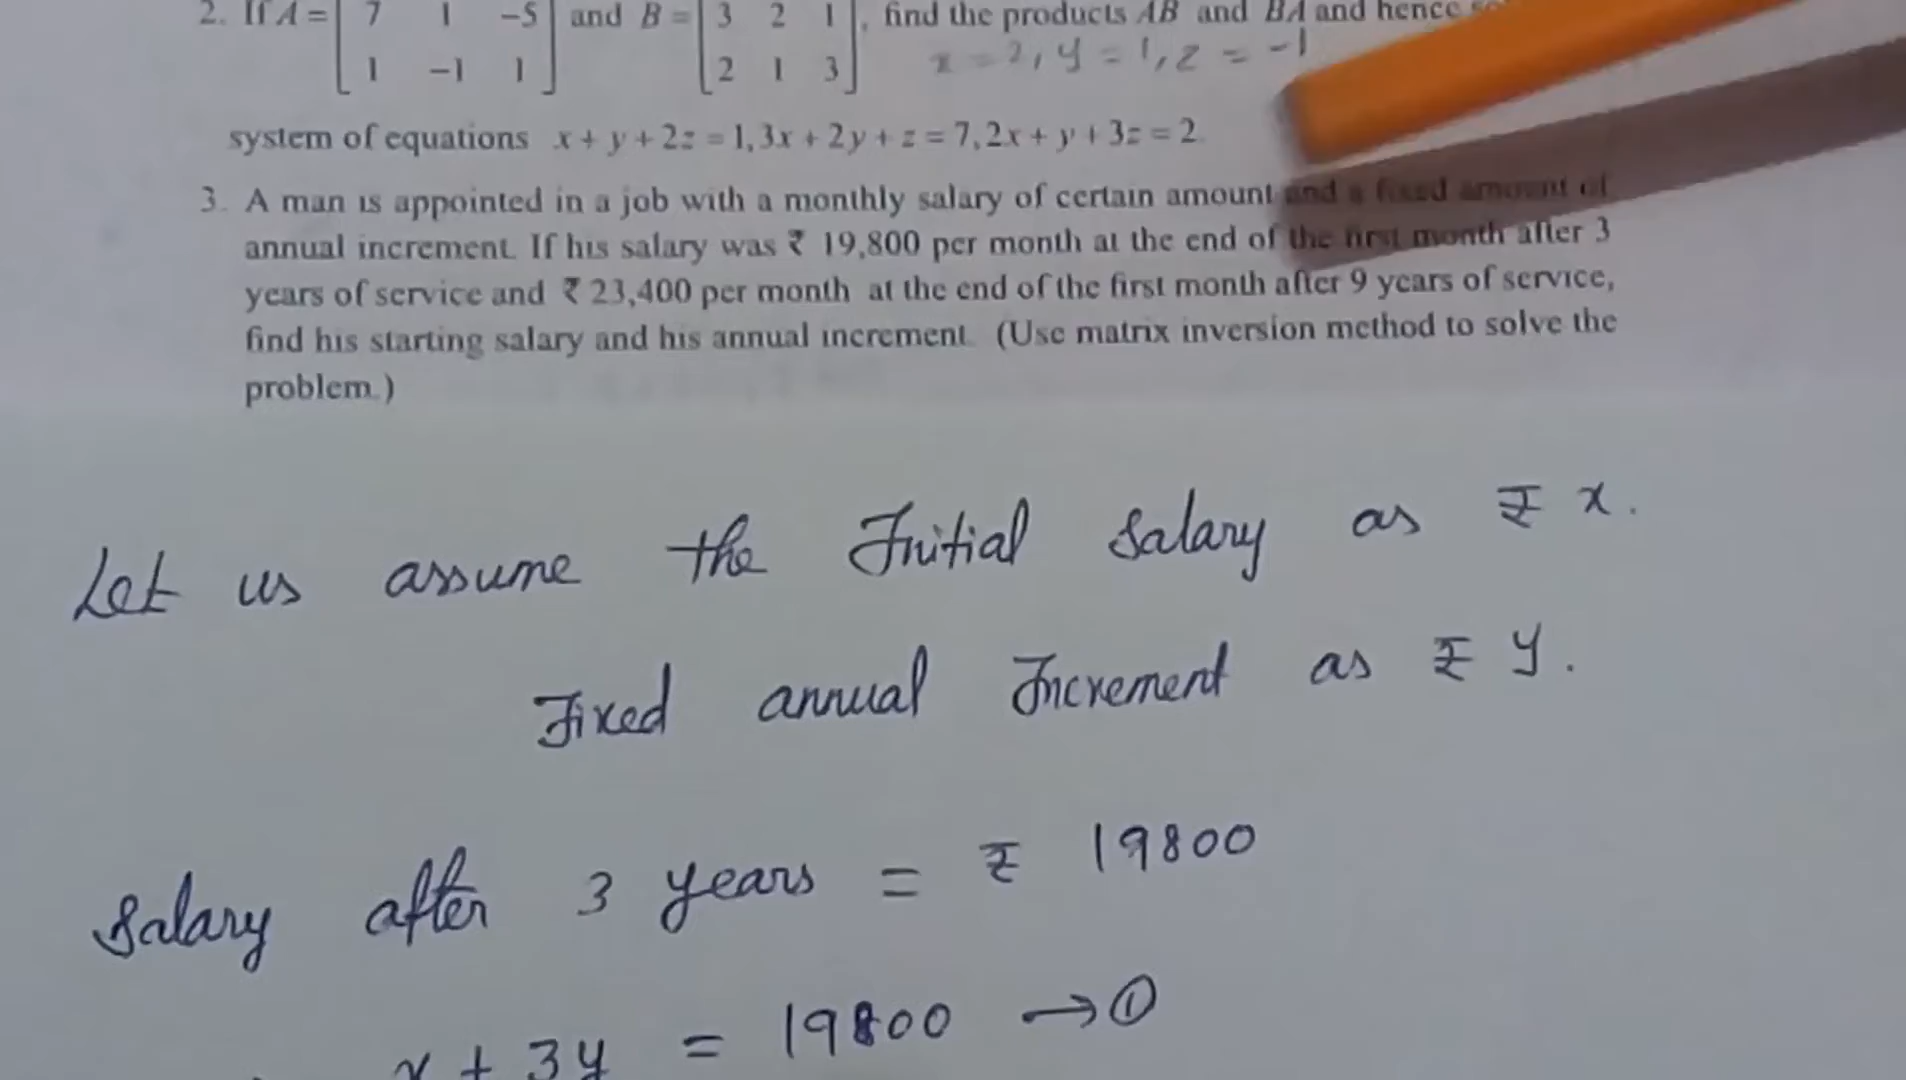 2. If A = [ 7 1 -5 ] and B = [ 3 2 1 ], find the products AB and BA and hence
1 -1 1 2 1 3
x = 2, y = 1, z = -1
system of equations x + y + 2z = 1, 3x + 2y + z = 7, 2x + y + 3z = 2.
3. A man is appointed in a job with a monthly salary of certain amount and a fixed amount of
annual increment. If his salary was ₹ 19,800 per month at the end of the first month after 3
years of service and ₹ 23,400 per month at the end of the first month after 9 years of service,
find his starting salary and his annual increment. (Use matrix inversion method to solve the
problem.)
Let us assume the Initial Salary as ₹ x.
Fixed annual Increment as ₹ y.
Salary after 3 years = ₹ 19800
x + 3y = 19800 → ①